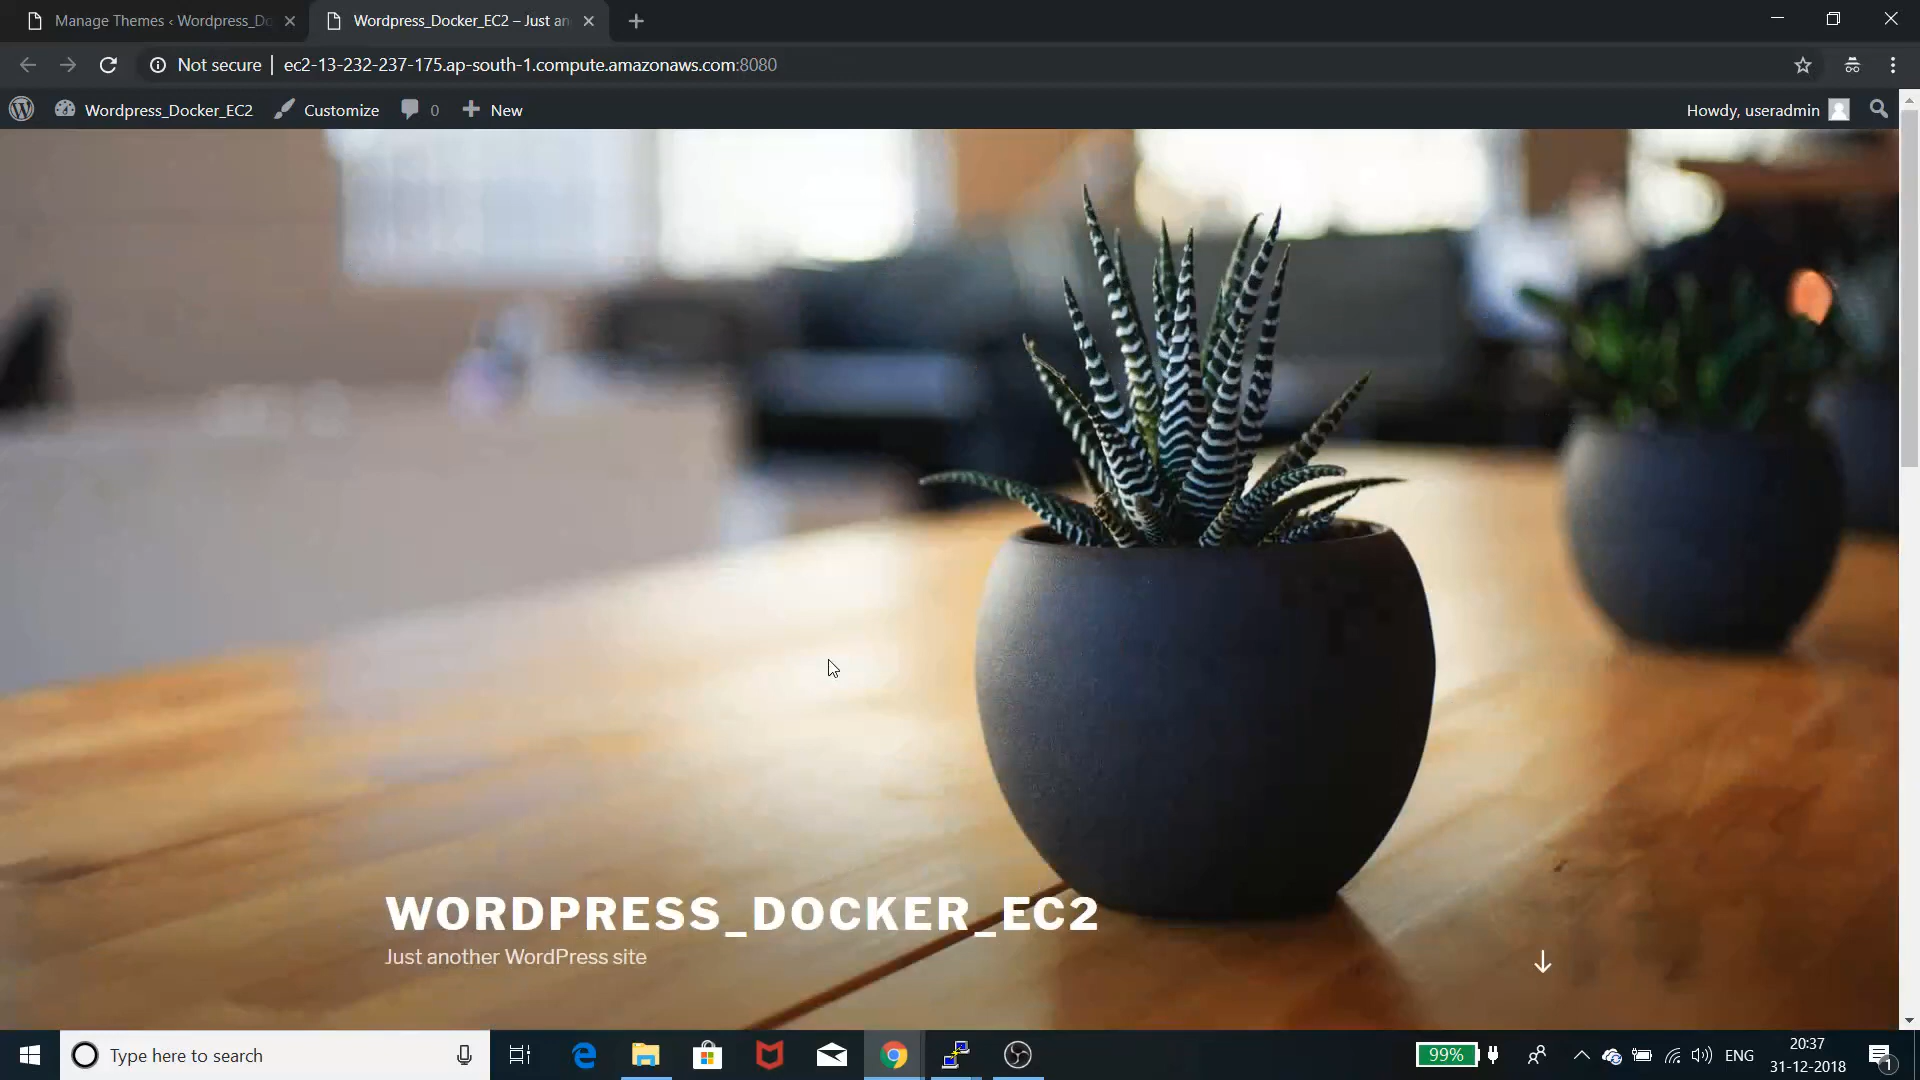 Manage Themes ‹ Wordpress_Do
Wordpress_Docker_EC2 – Just an
Not secure
ec2-13-232-237-175.ap-south-1.compute.amazonaws.com:8080
Wordpress_Docker_EC2
Customize
0
New
Howdy, useradmin
WORDPRESS_DOCKER_EC2
Just another WordPress site
Type here to search
99%
ENG
20:37
31-12-2018
1